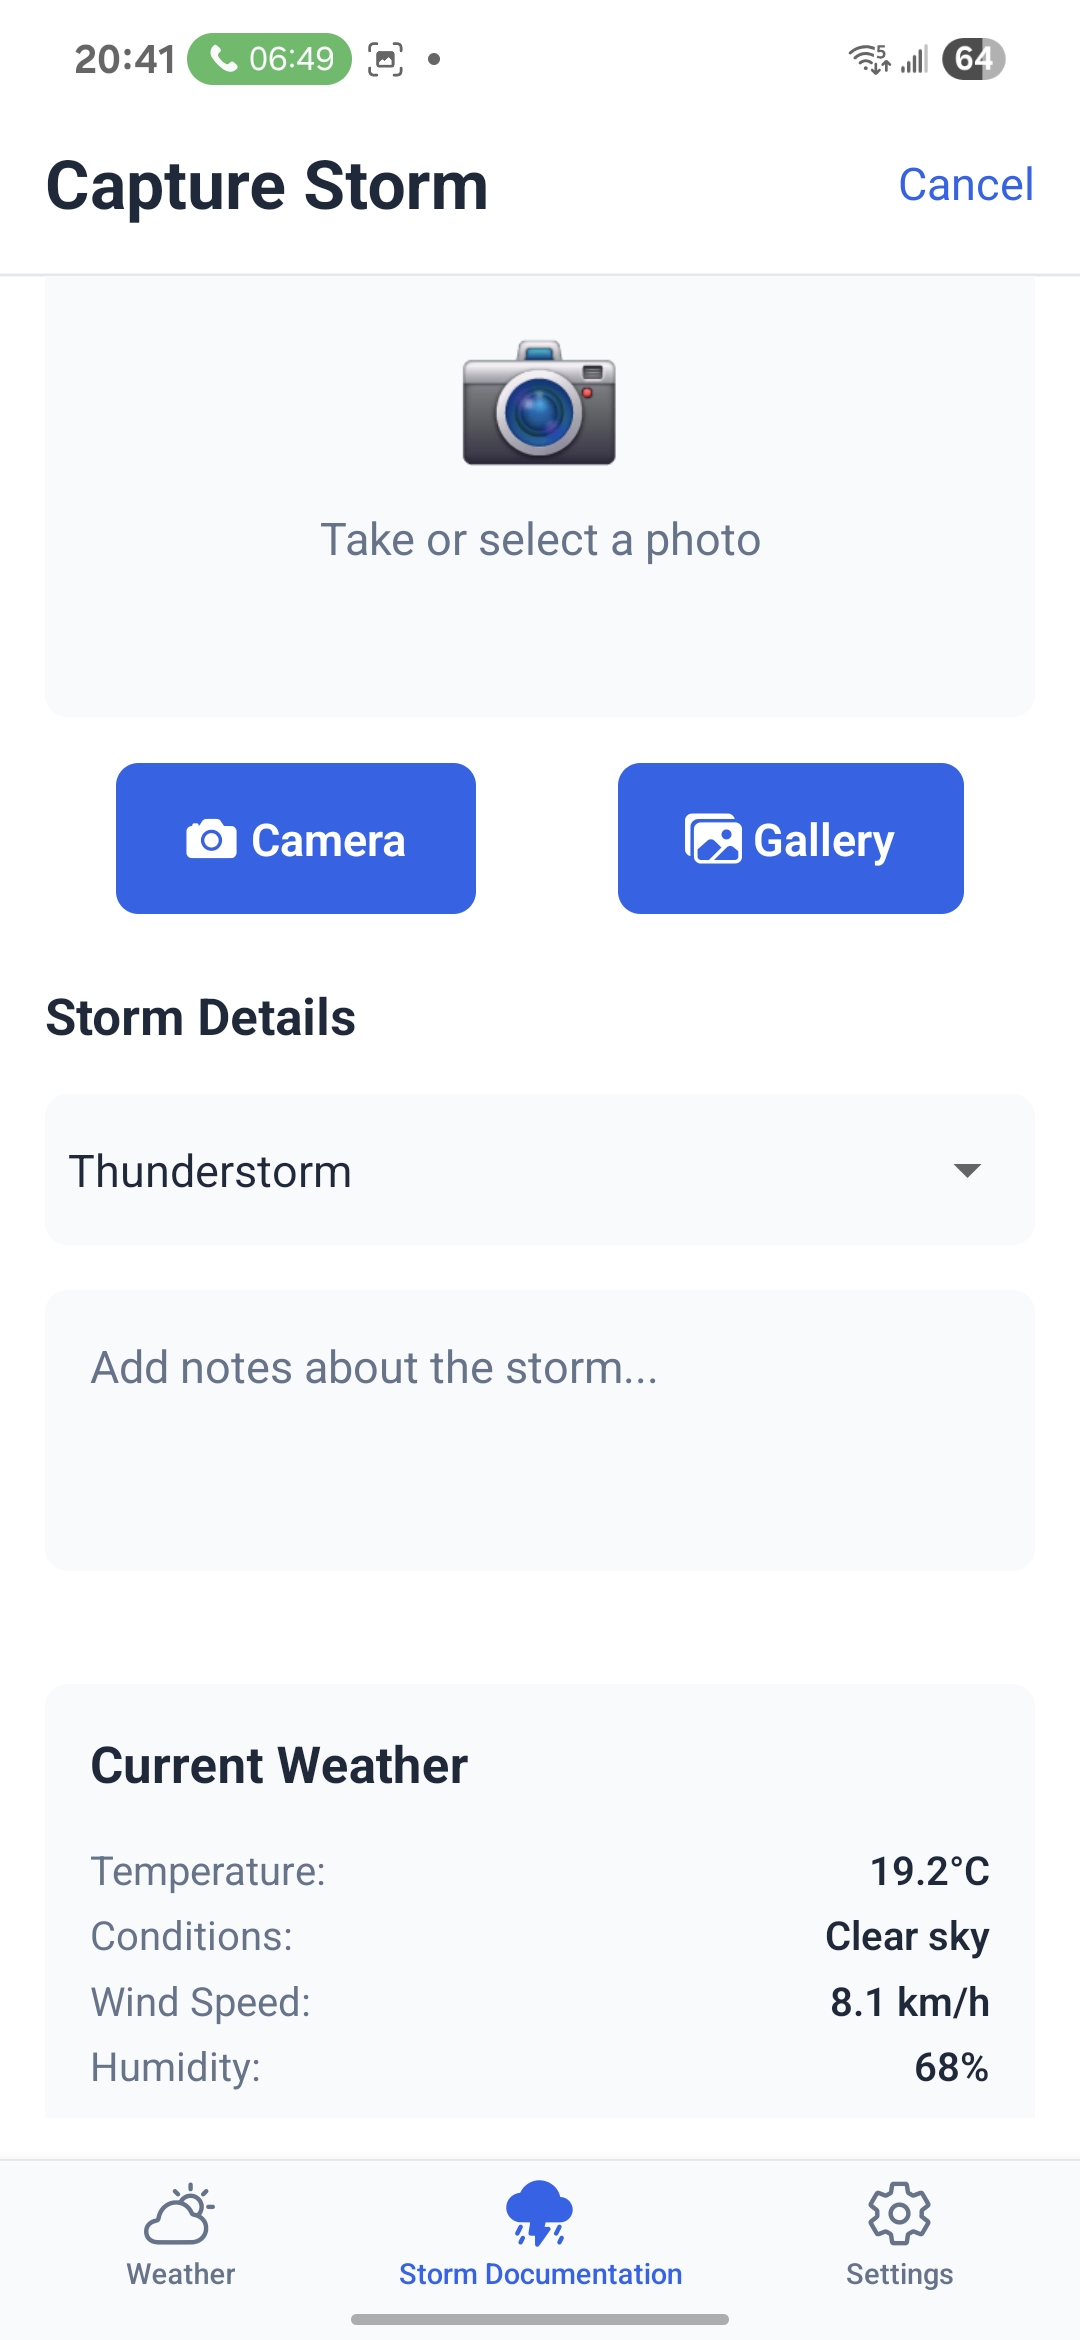 20:41 06:49 5 64
Capture Storm Cancel
Take or select a photo
Camera Gallery
Storm Details
Thunderstorm
Add notes about the storm...
Current Weather
Temperature: 19.2°C
Conditions: Clear sky
Wind Speed: 8.1 km/h
Humidity: 68%
Weather Storm Documentation Settings